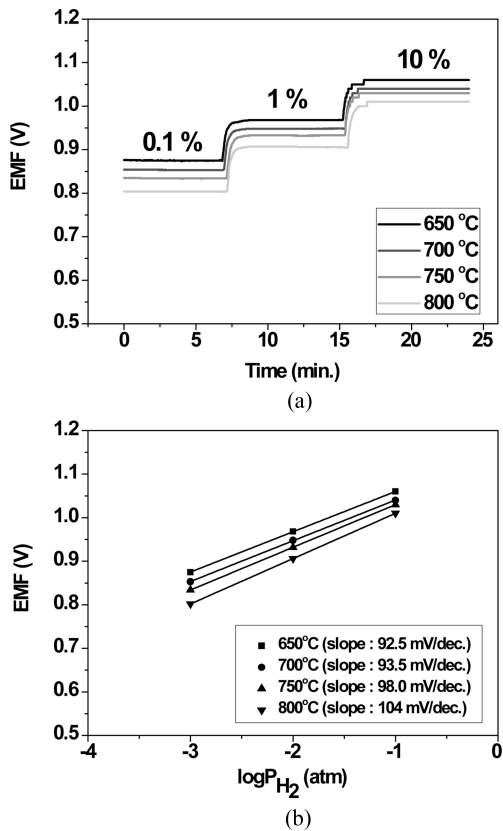 1.2
1.1
1.0
0.9
0.8
0.7
0.6
0.5
EMF (V)
0.1 %
1 %
10 %
650 °C
700 °C
750 °C
800 °C
0 5 10 15 20 25
Time (min.)
(a)
1.2
1.1
1.0
0.9
0.8
0.7
0.6
0.5
EMF (V)
650°C (slope : 92.5 mV/dec.)
700°C (slope : 93.5 mV/dec.)
750°C (slope : 98.0 mV/dec.)
800°C (slope : 104 mV/dec.)
-4 -3 -2 -1 0
logPH2 (atm)
(b)